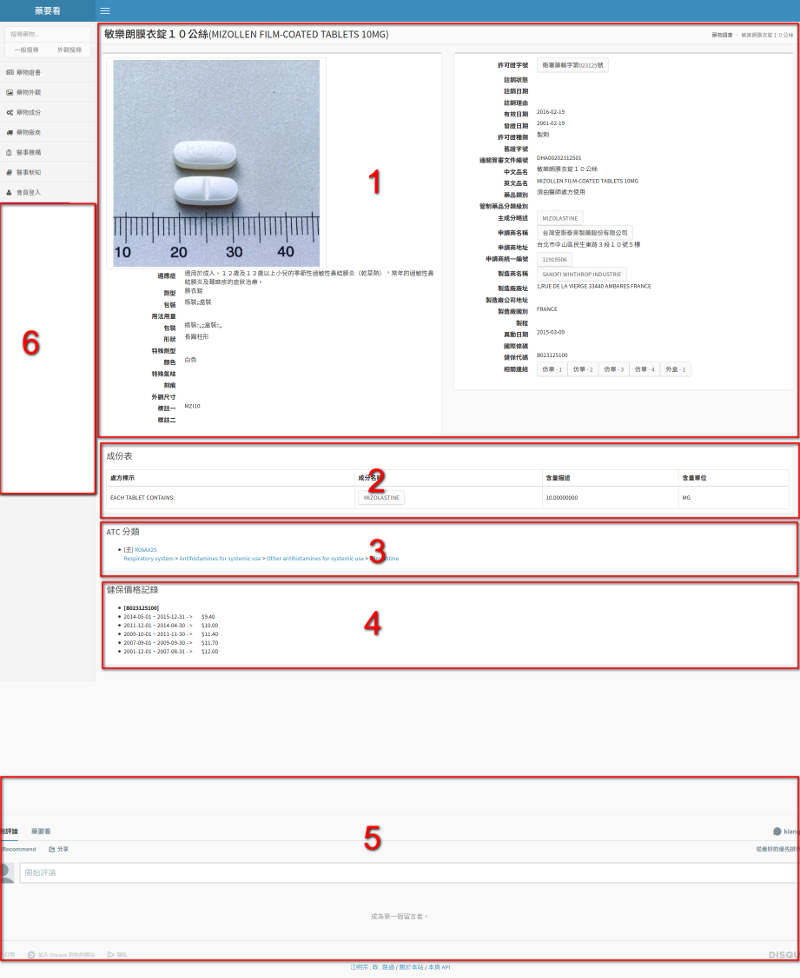 藥要看
搜尋藥物...
一般搜尋 外觀搜尋
藥物證書
藥物外觀
藥物成分
藥物廠商
醫事機構
醫事新知
會員登入
6
敏樂朗膜衣錠１０公絲(MIZOLLEN FILM-COATED TABLETS 10MG)
藥物證書 敏樂朗膜衣錠１０公絲
10 20 30 40
1
適應症 適用於成人、１２歲及１２歲以上小兒的季節性過敏性鼻結膜炎（乾草熱），常年的過敏性鼻
結膜炎及蕁麻疹的症狀治療。
劑型 膜衣錠
包裝 瓶裝;;盒裝
用法用量
包裝 瓶裝:,;;盒裝:,
形狀 長圓柱形
特殊劑型
顏色 白色
特殊氣味
刻痕
外觀尺寸
標註一 MZI10
標註二
許可證字號 衛署藥輸字第023125號
註銷狀態
註銷日期
註銷理由
有效日期 2016-02-19
發證日期 2001-02-19
許可證種類 製劑
舊證字號
通關簽審文件編號 DHA00202312501
中文品名 敏樂朗膜衣錠１０公絲
英文品名 MIZOLLEN FILM-COATED TABLETS 10MG
藥品類別 須由醫師處方使用
管制藥品分類級別
主成分略述 MIZOLASTINE
申請商名稱 台灣安斯泰來製藥股份有限公司
申請商地址 台北市中山區民生東路３段１０號５樓
申請商統一編號 11919506
製造商名稱 SANOFI WINTHROP INDUSTRIE
製造廠廠址 1,RUE DE LA VIERGE 33440 AMBARES FRANCE
製造廠公司地址
製造廠國別 FRANCE
製程
異動日期 2015-03-09
國際條碼
健保代碼 B023125100
相關連結 仿單 - 1 仿單 - 2 仿單 - 3 仿單 - 4 外盒 - 1
成份表
處方標示 成分名稱 含量描述 含量單位
EACH TABLET CONTAINS: MIZOLASTINE 10.00000000 MG
2
ATC 分類
[主] R06AX25
Respiratory system > Antihistamines for systemic use > Other antihistamines for systemic use >
3
健保價格記錄
[B023125100]
2014-05-01 ~ 2015-12-31 - > $9.40
2011-12-01 ~ 2014-04-30 - > $10.00
2009-10-01 ~ 2011-11-30 - > $11.40
2007-09-01 ~ 2009-09-30 - > $11.70
2001-12-01 ~ 2007-08-31 - > $12.00
4
5
評論 藥要看 kiang
Recommend 分享 從最好的優先排
開始評論
成為第一個留言者。
DISQU
江明宗 . 政 . 路過 / 關於本站 / 本頁 API